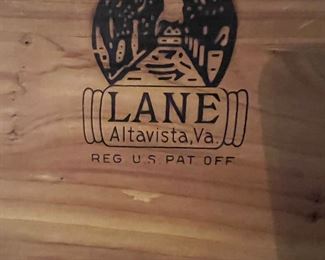 LANE
Altavista, Va.
REG U.S. PAT OFF